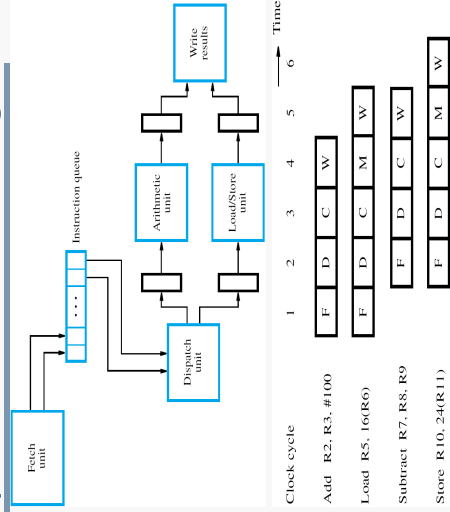 Fetch
unit
Instruction queue
. . .
Dispatch
unit
Arithmetic
unit
Load/Store
unit
Write
results
Time
Clock cycle 1 2 3 4 5 6
Add R2, R3, #100 F D C W
Load R5, 16(R6) F D C M W
Subtract R7, R8, R9 F D C W
Store R10, 24(R11) F D C M W